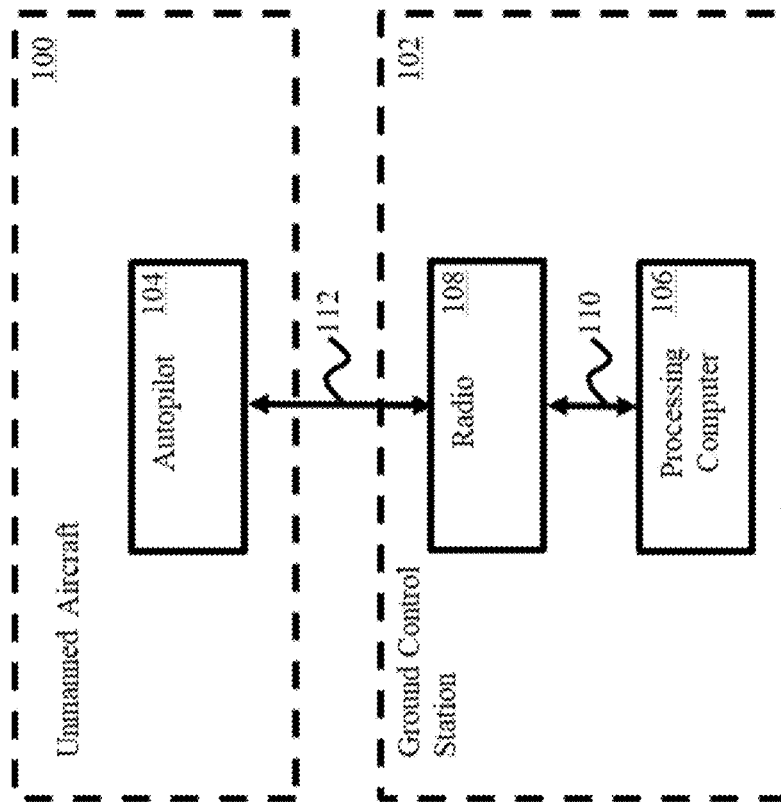 Unmanned Aircraft
100
Autopilot
104
112
Ground Control
Station
102
Radio
108
110
Processing
Computer
106